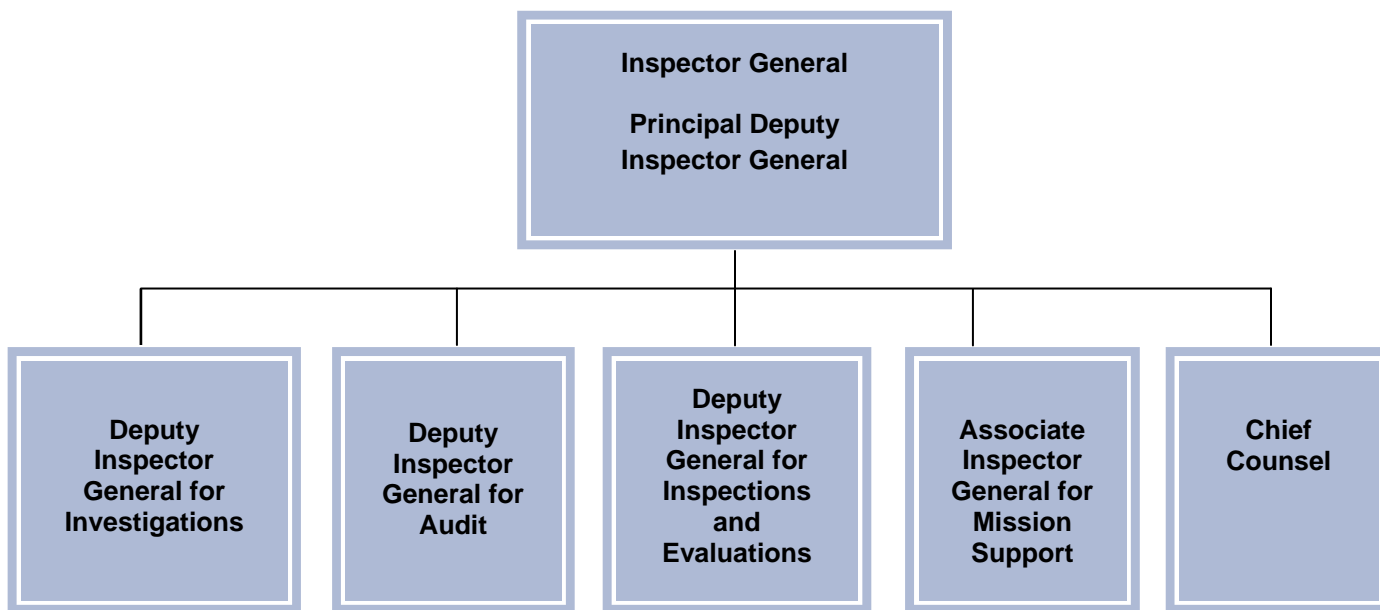 Inspector General
Principal Deputy
Inspector General
Deputy
Inspector
General for
Investigations
Deputy
Inspector
General for
Audit
Deputy
Inspector
General for
Inspections
and
Evaluations
Associate
Inspector
General for
Mission
Support
Chief
Counsel